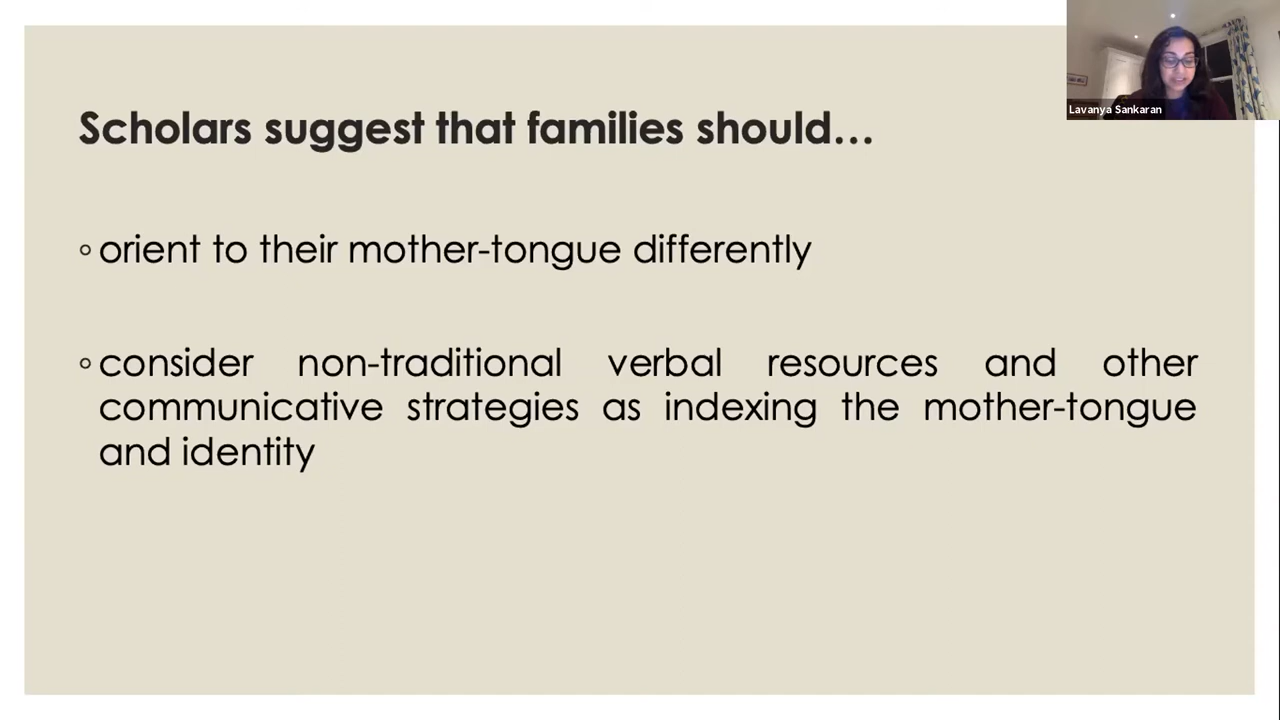 Lavanya Sankaran
Scholars suggest that families should…
◦ orient to their mother-tongue differently
◦ consider non-traditional verbal resources and other
communicative strategies as indexing the mother-tongue
and identity